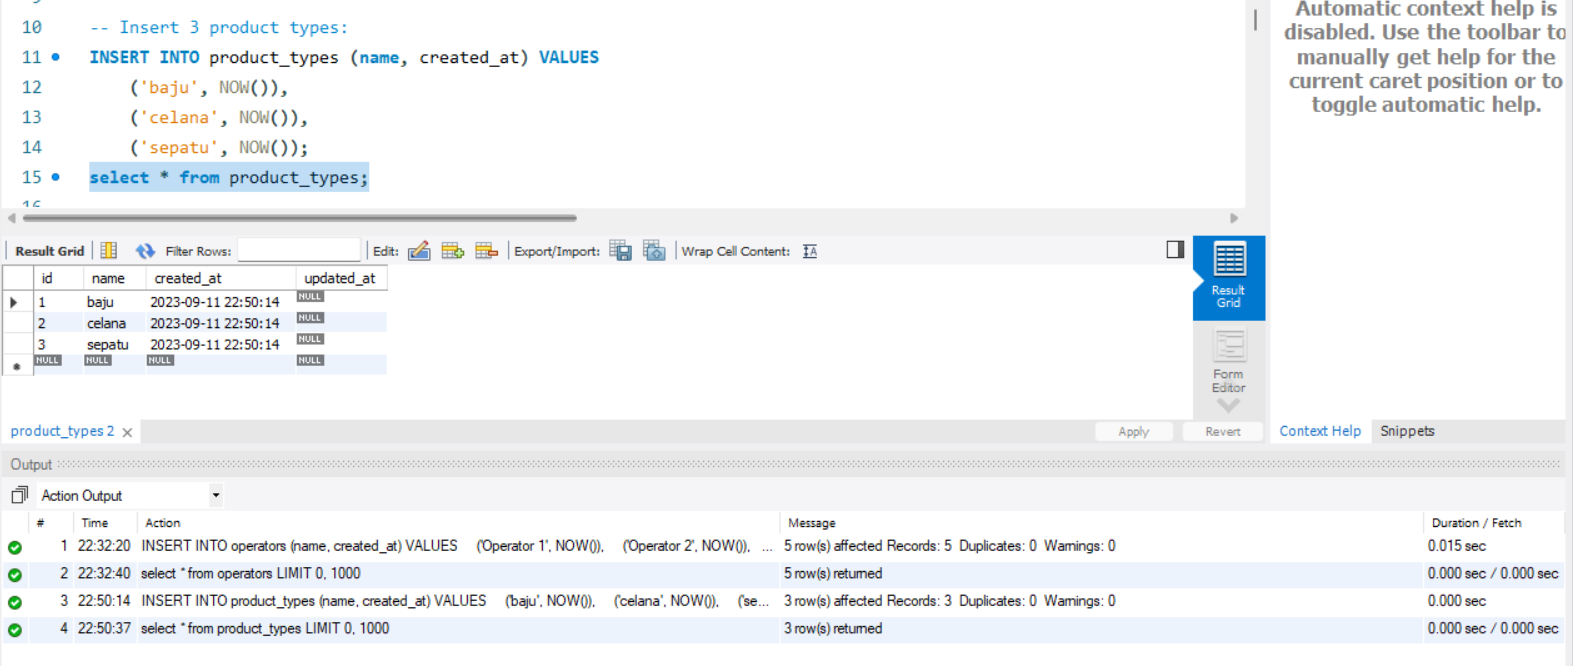 10 -- Insert 3 product types:
11 INSERT INTO product_types (name, created_at) VALUES
12 ('baju', NOW()),
13 ('celana', NOW()),
14 ('sepatu', NOW());
15 select * from product_types;
16
Automatic context help is
disabled. Use the toolbar to
manually get help for the
current caret position or to
toggle automatic help.
Result Grid Filter Rows: Edit: Export/Import: Wrap Cell Content:
id name created_at updated_at
1 baju 2023-09-11 22:50:14 NULL
2 celana 2023-09-11 22:50:14 NULL
3 sepatu 2023-09-11 22:50:14 NULL
NULL NULL NULL NULL
Result
Grid
Form
Editor
product_types 2 Apply Revert Context Help Snippets
Output
Action Output
# Time Action Message Duration / Fetch
1 22:32:20 INSERT INTO operators (name, created_at) VALUES ('Operator 1', NOW()), ('Operator 2', NOW()), ... 5 row(s) affected Records: 5 Duplicates: 0 Warnings: 0 0.015 sec
2 22:32:40 select * from operators LIMIT 0, 1000 5 row(s) returned 0.000 sec / 0.000 sec
3 22:50:14 INSERT INTO product_types (name, created_at) VALUES ('baju', NOW()), ('celana', NOW()), ('se... 3 row(s) affected Records: 3 Duplicates: 0 Warnings: 0 0.000 sec
4 22:50:37 select * from product_types LIMIT 0, 1000 3 row(s) returned 0.000 sec / 0.000 sec